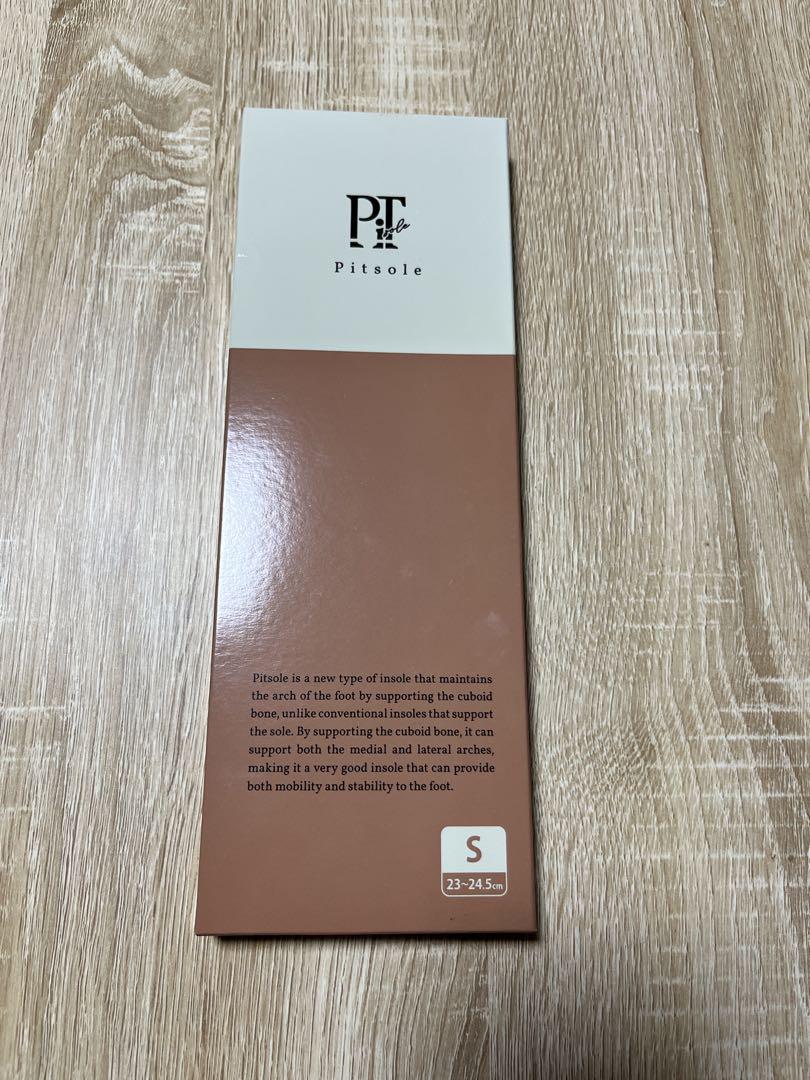 PiT sole
Pitsole
Pitsole is a new type of insole that maintains
the arch of the foot by supporting the cuboid
bone, unlike conventional insoles that support
the sole. By supporting the cuboid bone, it can
support both the medial and lateral arches,
making it a very good insole that can provide
both mobility and stability to the foot.
S
23~24.5cm